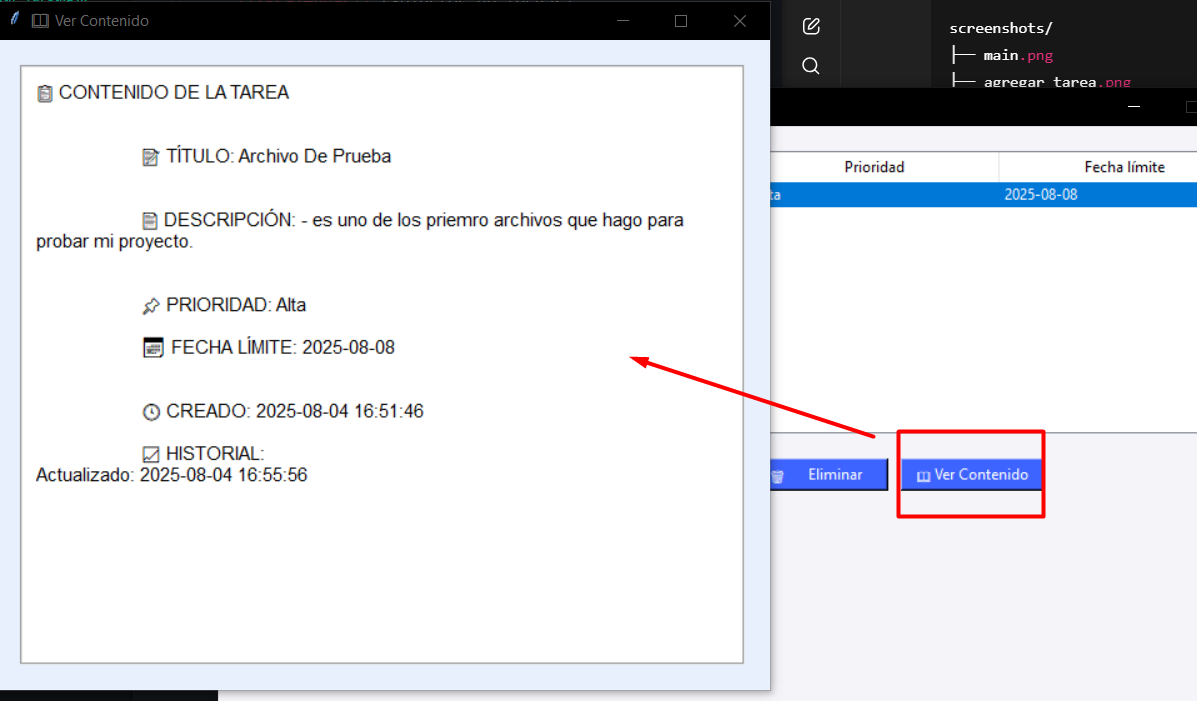 Ver Contenido
CONTENIDO DE LA TAREA
TÍTULO: Archivo De Prueba
DESCRIPCIÓN: - es uno de los priemro archivos que hago para
probar mi proyecto.
PRIORIDAD: Alta
FECHA LÍMITE: 2025-08-08
CREADO: 2025-08-04 16:51:46
HISTORIAL:
Actualizado: 2025-08-04 16:55:56
screenshots/
├── main.png
├── agregar_tarea.png
Prioridad Fecha límite
ta 2025-08-08
Eliminar Ver Contenido